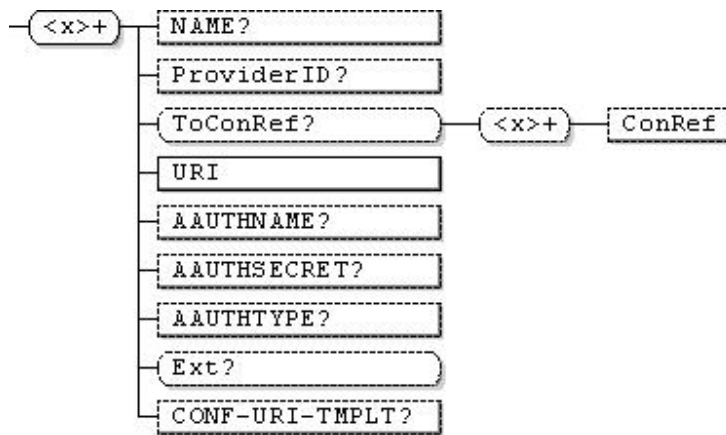 <x>+ NAME?
ProviderID?
ToConRef? <x>+ ConRef
URI
AAUTHNAME?
AAUTHSECRET?
AAUTHTYPE?
Ext?
CONF-URI-TMPLT?